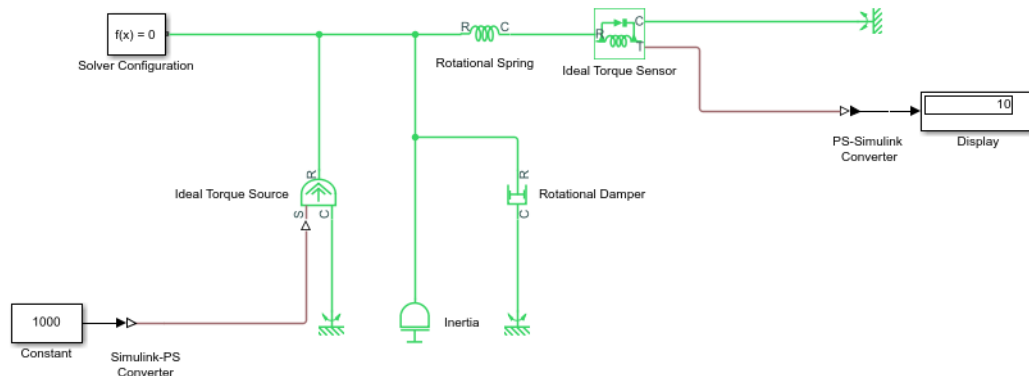 f(x) = 0
Solver Configuration
R
C
Rotational Spring
R
C
T
Ideal Torque Sensor
10
Display
PS-Simulink
Converter
Ideal Torque Source
R
S
C
R
C
Rotational Damper
1000
Constant
Simulink-PS
Converter
Inertia